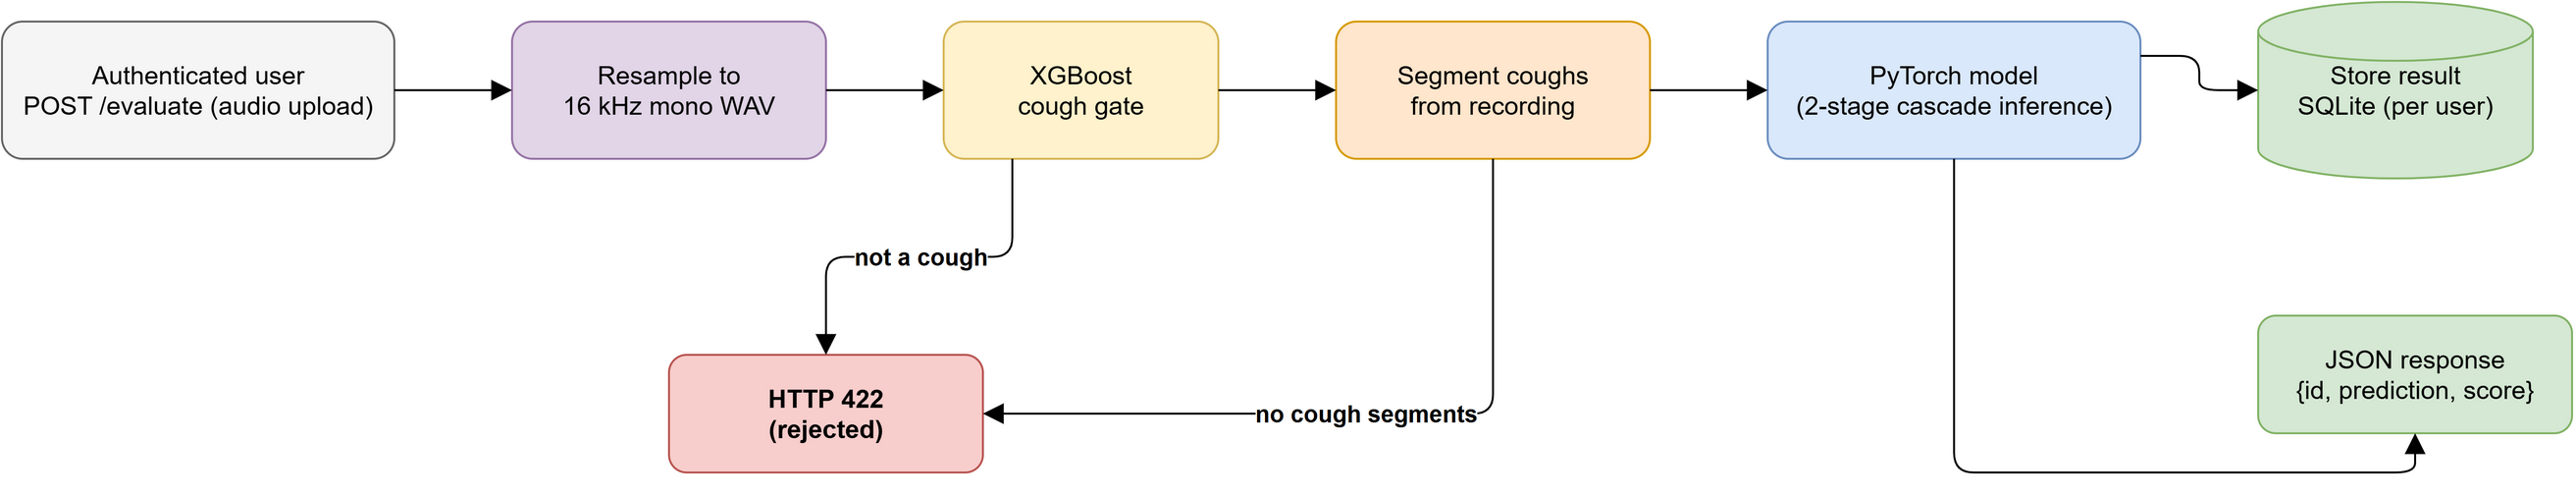 Authenticated user
POST /evaluate (audio upload)
Resample to
16 kHz mono WAV
XGBoost
cough gate
Segment coughs
from recording
PyTorch model
(2-stage cascade inference)
Store result
SQLite (per user)
not a cough
no cough segments
HTTP 422
(rejected)
JSON response
{id, prediction, score}